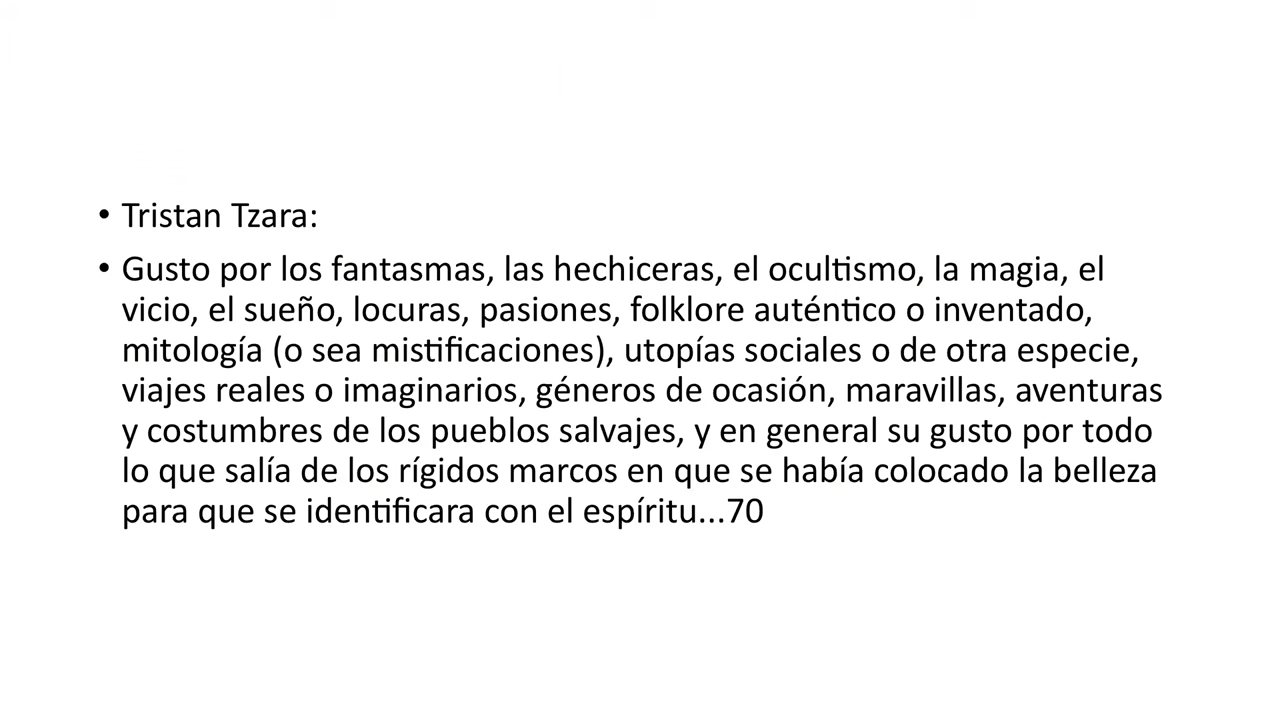 • Tristan Tzara:
• Gusto por los fantasmas, las hechiceras, el ocultismo, la magia, el
vicio, el sueño, locuras, pasiones, folklore auténtico o inventado,
mitología (o sea mistificaciones), utopías sociales o de otra especie,
viajes reales o imaginarios, géneros de ocasión, maravillas, aventuras
y costumbres de los pueblos salvajes, y en general su gusto por todo
lo que salía de los rígidos marcos en que se había colocado la belleza
para que se identificara con el espíritu...70